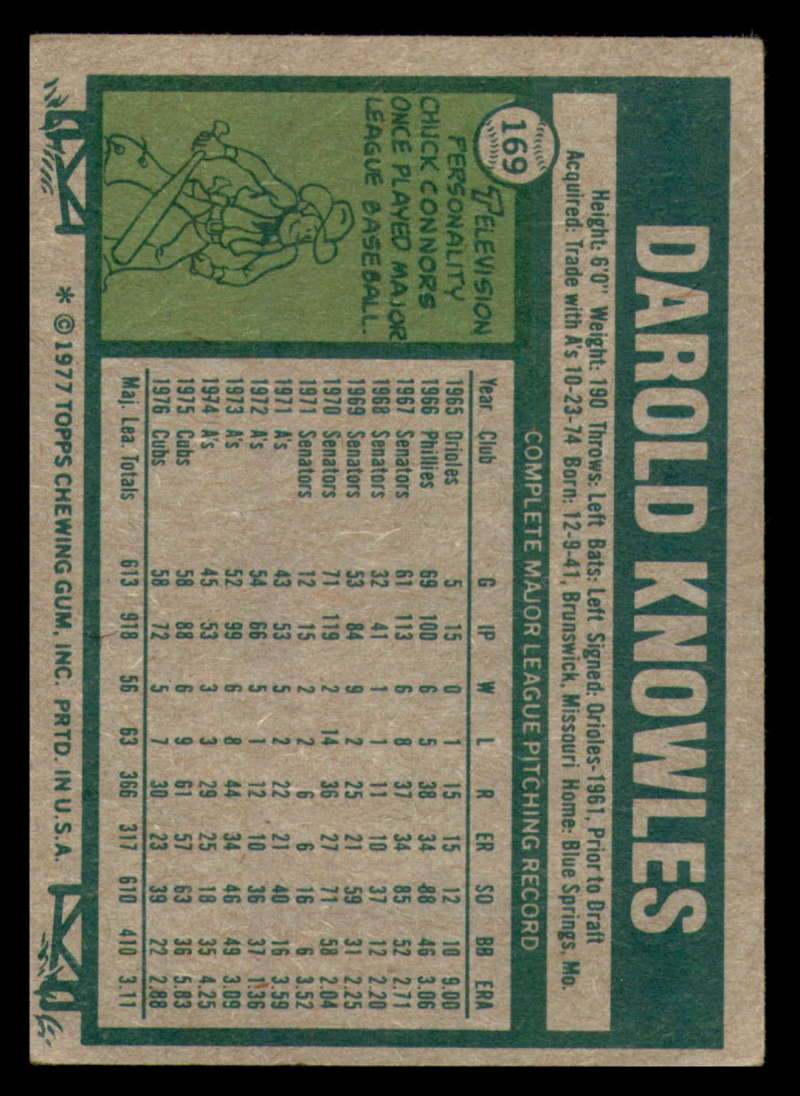 DAROLD KNOWLES
Height: 6'0" Weight: 190 Throws: Left Bats: Left Signed: Orioles-1961, Prior to Draft
Acquired: Trade with A's 10-23-74 Born: 12-9-41, Brunswick, Missouri Home: Blue Springs, Mo.
169
TELEVISION
PERSONALITY
CHUCK CONNORS
ONCE PLAYED MAJOR
LEAGUE BASEBALL.
COMPLETE MAJOR LEAGUE PITCHING RECORD
Year Club G IP W L R ER SO BB ERA
1965 Orioles 5 15 0 1 15 15 12 10 9.00
1966 Phillies 69 100 6 5 38 34 88 46 3.06
1967 Senators 61 113 6 8 37 34 85 52 2.71
1968 Senators 32 41 1 1 11 10 37 12 2.20
1969 Senators 53 84 9 2 25 21 59 31 2.25
1970 Senators 71 119 2 14 36 27 71 58 2.04
1971 Senators 12 15 2 2 6 6 16 6 3.52
1971 A's 43 53 5 2 22 21 40 16 3.59
1972 A's 54 66 5 1 12 10 36 37 1.36
1973 A's 52 99 6 8 44 34 46 49 3.09
1974 A's 45 53 3 3 29 25 18 35 4.25
1975 Cubs 58 88 6 9 61 57 63 36 5.83
1976 Cubs 58 72 5 7 30 23 39 22 2.88
Maj. Lea. Totals 613 918 56 63 366 317 610 410 3.11
* © 1977 TOPPS CHEWING GUM, INC. PRTD. IN U.S.A.